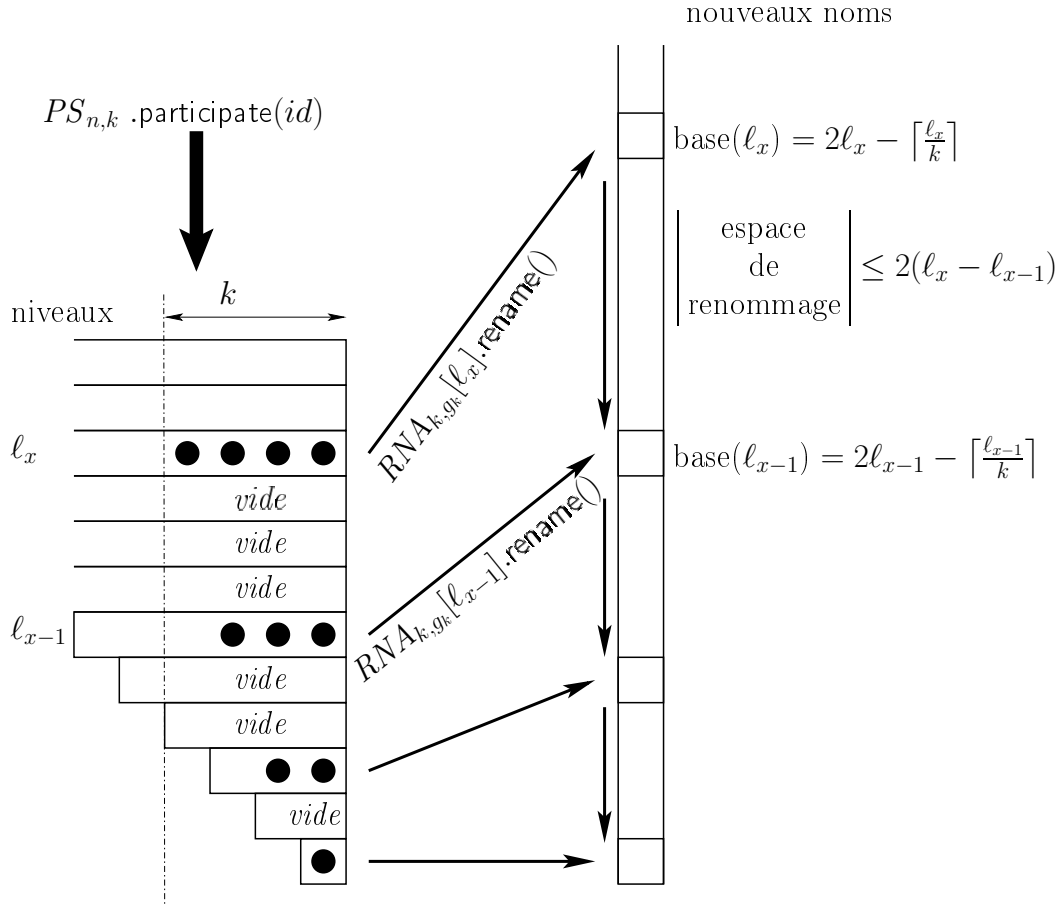 nouveaux noms
PS_{n,k} .participate(id)
base(ℓ_x) = 2ℓ_x − ⌈ℓ_x/k⌉
espace
de
renommage
≤ 2(ℓ_x − ℓ_{x−1})
k
niveaux
RNA_{k,g_k}[ℓ_x].rename()
ℓ_x
base(ℓ_{x−1}) = 2ℓ_{x−1} − ⌈ℓ_{x−1}/k⌉
vide
vide
vide
RNA_{k,g_k}[ℓ_{x−1}].rename()
ℓ_{x−1}
vide
vide
vide